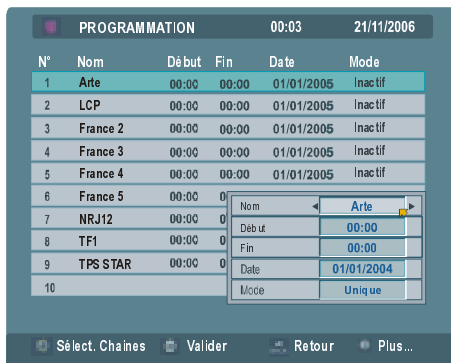 PROGRAMMATION 00:03 21/11/2006
N° Nom Début Fin Date Mode
1 Arte 00:00 00:00 01/01/2005 Inactif
2 LCP 00:00 00:00 01/01/2005 Inactif
3 France 2 00:00 00:00 01/01/2005 Inactif
4 France 3 00:00 00:00 01/01/2005 Inactif
5 France 4 00:00 00:00 01/01/2005 Inactif
6 France 5 00:00 0
7 NRJ12 00:00 0
8 TF1 00:00 0
9 TPS STAR 00:00 0
10
Nom Arte
Début 00:00
Fin 00:00
Date 01/01/2004
Mode Unique
Sélect. Chaines Valider Retour Plus...